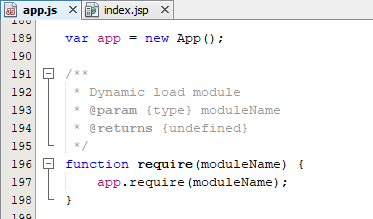 app.js index.jsp
189 var app = new App();
190
191 /**
192 * Dynamic load module
193 * @param {type} moduleName
194 * @returns {undefined}
195 */
196 function require(moduleName) {
197 app.require(moduleName);
198 }
199